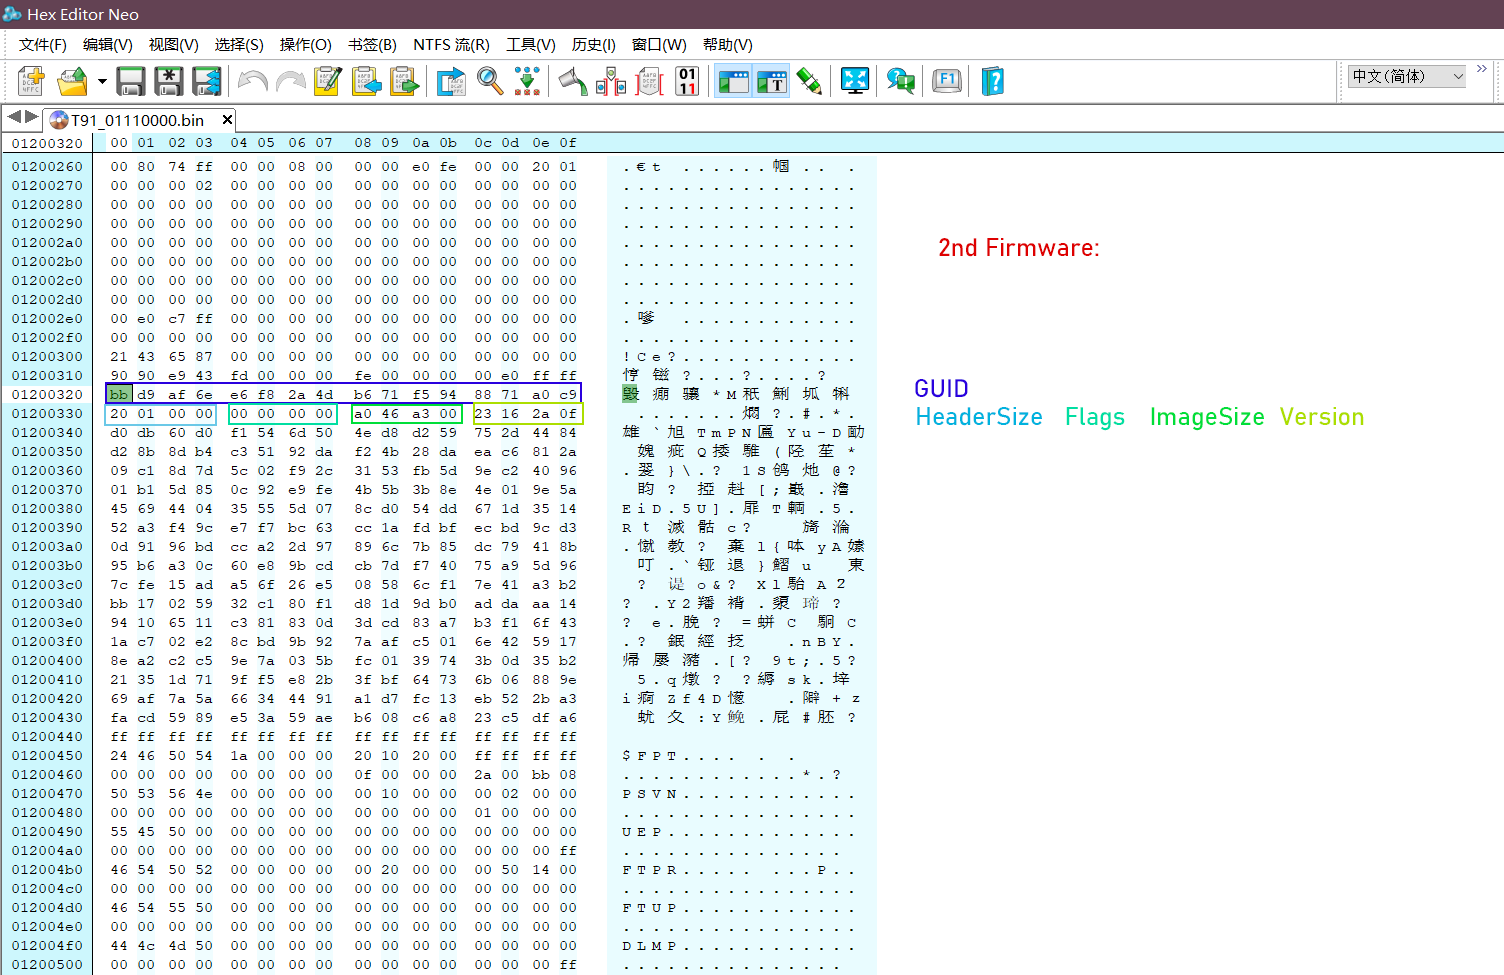 Hex Editor Neo
文件(F) 编辑(V) 视图(V) 选择(S) 操作(O) 书签(B) NTFS 流(R) 工具(V) 历史(I) 窗口(W) 帮助(V)
中文(简体)
T91_01110000.bin
01200320 00 01 02 03 04 05 06 07 08 09 0a 0b 0c 0d 0e 0f
01200260 00 80 74 ff 00 00 08 00 00 00 e0 fe 00 00 20 01
01200270 00 00 00 02 00 00 00 00 00 00 00 00 00 00 00 00 ................
01200280 00 00 00 00 00 00 00 00 00 00 00 00 00 00 00 00 ................
01200290 00 00 00 00 00 00 00 00 00 00 00 00 00 00 00 00 ................
012002a0 00 00 00 00 00 00 00 00 00 00 00 00 00 00 00 00 ................
012002b0 00 00 00 00 00 00 00 00 00 00 00 00 00 00 00 00 ................
012002c0 00 00 00 00 00 00 00 00 00 00 00 00 00 00 00 00 ................
012002d0 00 00 00 00 00 00 00 00 00 00 00 00 00 00 00 00 ................
012002e0 00 e0 c7 ff 00 00 00 00 00 00 00 00 00 00 00 00
012002f0 00 00 00 00 00 00 00 00 00 00 00 00 00 00 00 00 ................
01200300 21 43 65 87 00 00 00 00 00 00 00 00 00 00 00 00 !Ce?............
01200310 90 90 e9 43 fd 00 00 00 fe 00 00 00 00 e0 ff ff
01200320 bb d9 af 6e e6 f8 2a 4d b6 71 f5 94 88 71 a0 c9
01200330 20 01 00 00 00 00 00 00 a0 46 a3 00 23 16 2a 0f
01200340 d0 db 60 d0 f1 54 6d 50 4e d8 d2 59 75 2d 44 84
01200350 d2 8b 8d b4 c3 51 92 da f2 4b 28 da ea c6 81 2a
01200360 09 c1 8d 7d 5c 02 f9 2c 31 53 fb 5d 9e c2 40 96
01200370 01 b1 5d 85 0c 92 e9 fe 4b 5b 3b 8e 4e 01 9e 5a
01200380 45 69 44 04 35 55 5d 07 8c d0 54 dd 67 1d 35 14
01200390 52 a3 f4 9c e7 f7 bc 63 cc 1a fd bf ec bd 9c d3
012003a0 0d 91 96 bd cc a2 2d 97 89 6c 7b 85 dc 79 41 8b
012003b0 95 b6 a3 0c 60 e8 9b cd cb 7d f7 40 75 a9 5d 96
012003c0 7c fe 15 ad a5 6f 26 e5 08 58 6c f1 7e 41 a3 b2
012003d0 bb 17 02 59 32 c1 80 f1 d8 1d 9d b0 ad da aa 14
012003e0 94 10 65 11 c3 81 83 0d 3d cd 83 a7 b3 f1 6f 43
012003f0 1a c7 02 e2 8c bd 9b 92 7a af c5 01 6e 42 59 17
01200400 8e a2 c2 c5 9e 7a 03 5b fc 01 39 74 3b 0d 35 b2
01200410 21 35 1d 71 9f f5 e8 2b 3f bf 64 73 6b 06 88 9e
01200420 69 af 7a 5a 66 34 44 91 a1 d7 fc 13 eb 52 2b a3
01200430 fa cd 59 89 e5 3a 59 ae b6 08 c6 a8 23 c5 df a6
01200440 ff ff ff ff ff ff ff ff ff ff ff ff ff ff ff ff
01200450 24 46 50 54 1a 00 00 00 20 10 20 00 ff ff ff ff $FPT.... . .
01200460 00 00 00 00 00 00 00 00 0f 00 00 00 2a 00 bb 08 ............*.?
01200470 50 53 56 4e 00 00 00 00 00 10 00 00 00 02 00 00 PSVN............
01200480 00 00 00 00 00 00 00 00 00 00 00 00 01 00 00 00 ................
01200490 55 45 50 00 00 00 00 00 00 00 00 00 00 00 00 00 UEP.............
012004a0 00 00 00 00 00 00 00 00 00 00 00 00 00 00 00 ff ...............
012004b0 46 54 50 52 00 00 00 00 00 20 00 00 00 50 14 00 FTPR..... ...P..
012004c0 00 00 00 00 00 00 00 00 00 00 00 00 00 00 00 00 ................
012004d0 46 54 55 50 00 00 00 00 00 00 00 00 00 00 00 00 FTUP............
012004e0 00 00 00 00 00 00 00 00 00 00 00 00 00 00 00 00 ................
012004f0 44 4c 4d 50 00 00 00 00 00 00 00 00 00 00 00 00 DLMP............
01200500 00 00 00 00 00 00 00 00 00 00 00 00 00 00 00 ff ...............
2nd Firmware:
GUID
HeaderSize Flags ImageSize Version